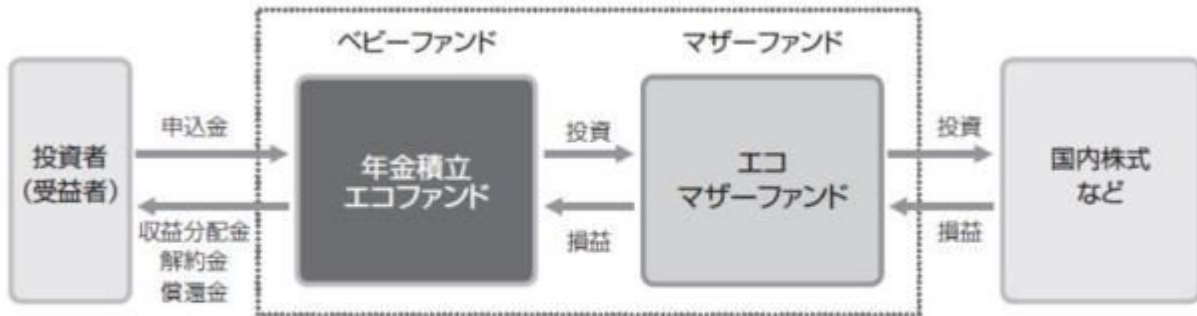 ベビーファンド
マザーファンド
投資者
(受益者)
申込金
収益分配金
解約金
償還金
年金積立
エコファンド
投資
損益
エコ
マザーファンド
投資
損益
国内株式
など